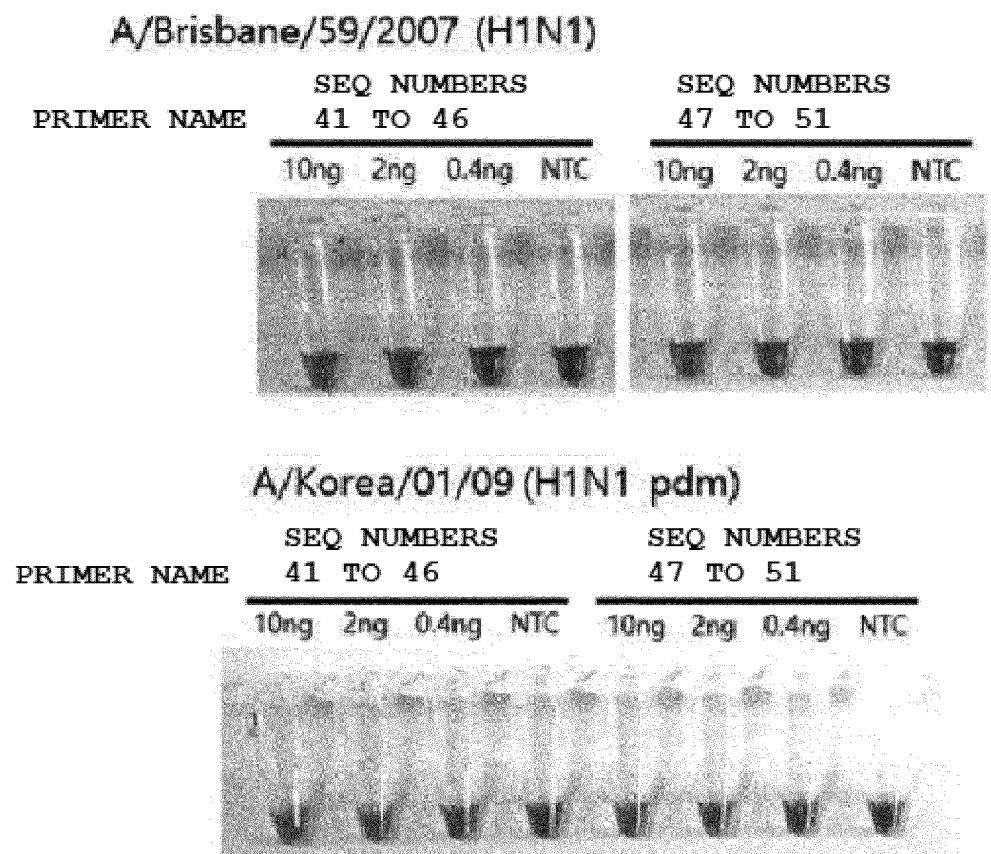 A/Brisbane/59/2007 (H1N1)
SEQ NUMBERS SEQ NUMBERS
PRIMER NAME 41 TO 46 47 TO 51
10ng 2ng 0.4ng NTC 10ng 2ng 0.4ng NTC
A/Korea/01/09 (H1N1 pdm)
SEQ NUMBERS SEQ NUMBERS
PRIMER NAME 41 TO 46 47 TO 51
10ng 2ng 0.4ng NTC 10ng 2ng 0.4ng NTC